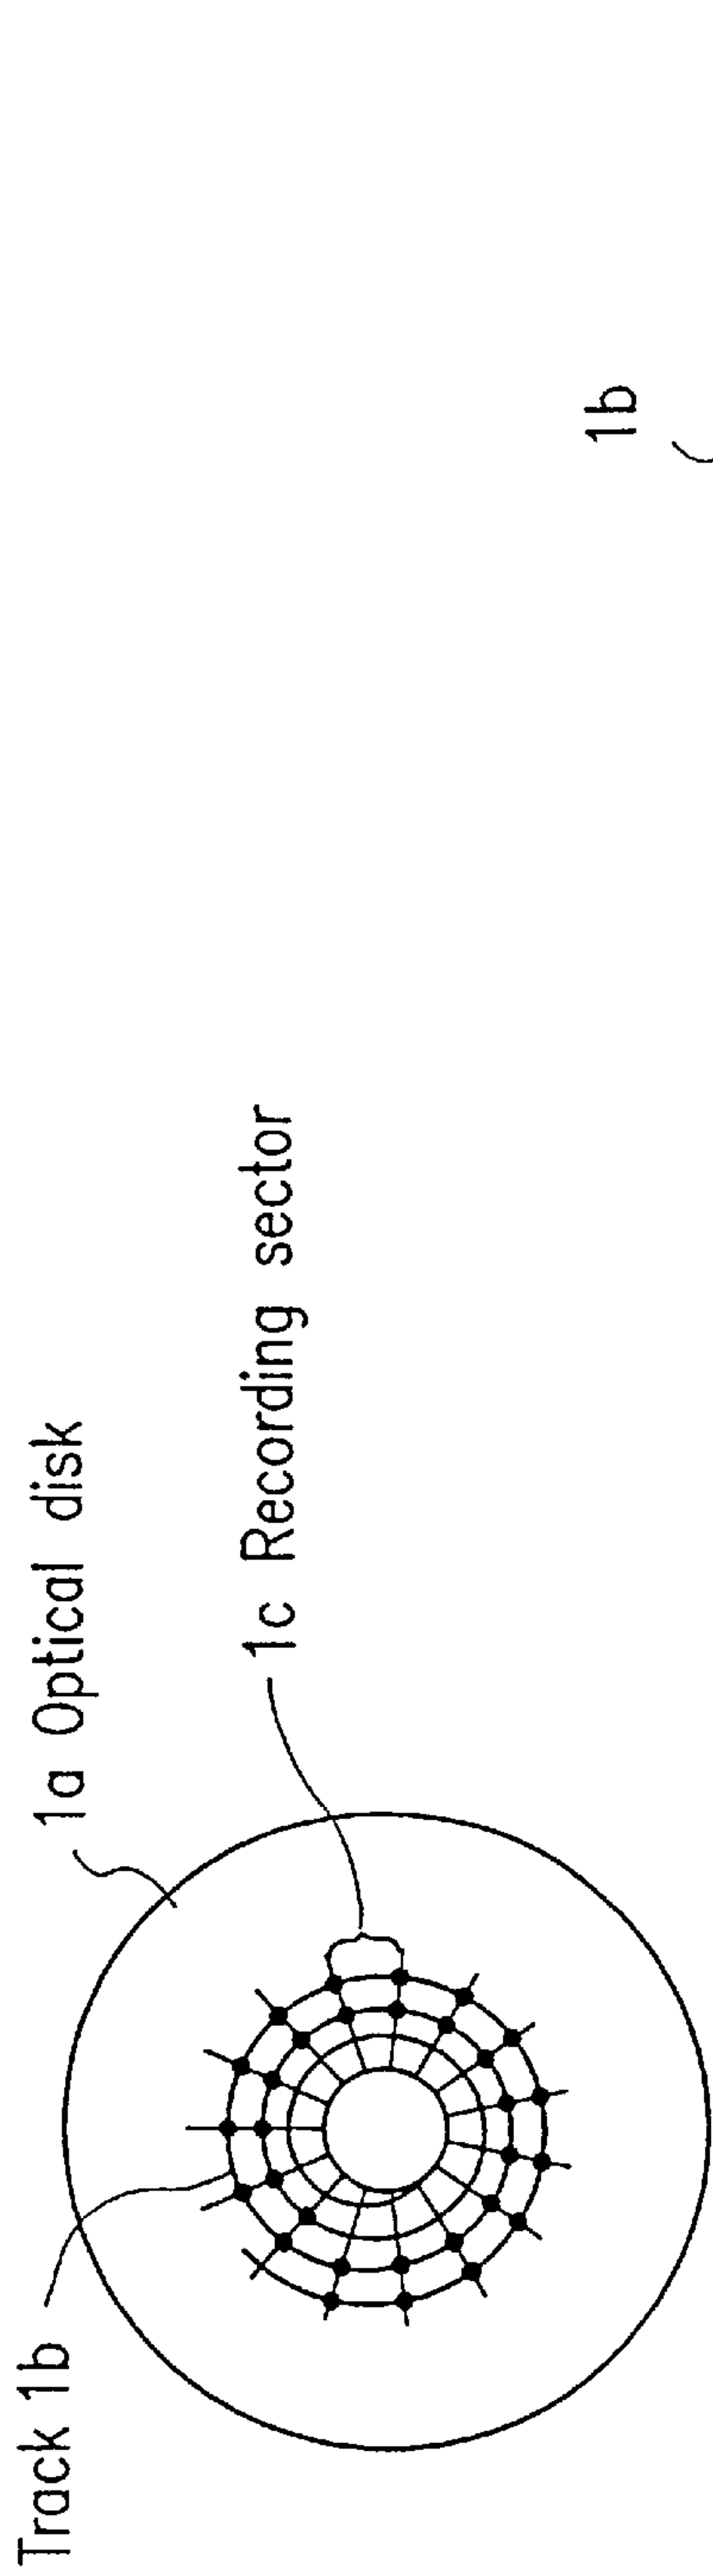 Track 1b
1a Optical disk
1c Recording sector
1b